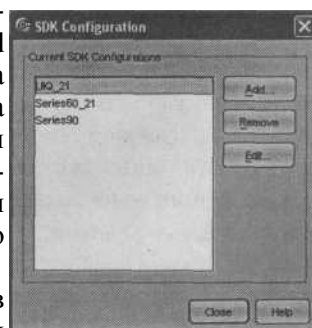 SDK Configuration
Current SDK Configurations
UIQ_21
Series60_21
Series90
Add...
Remove
Edit...
Close
Help